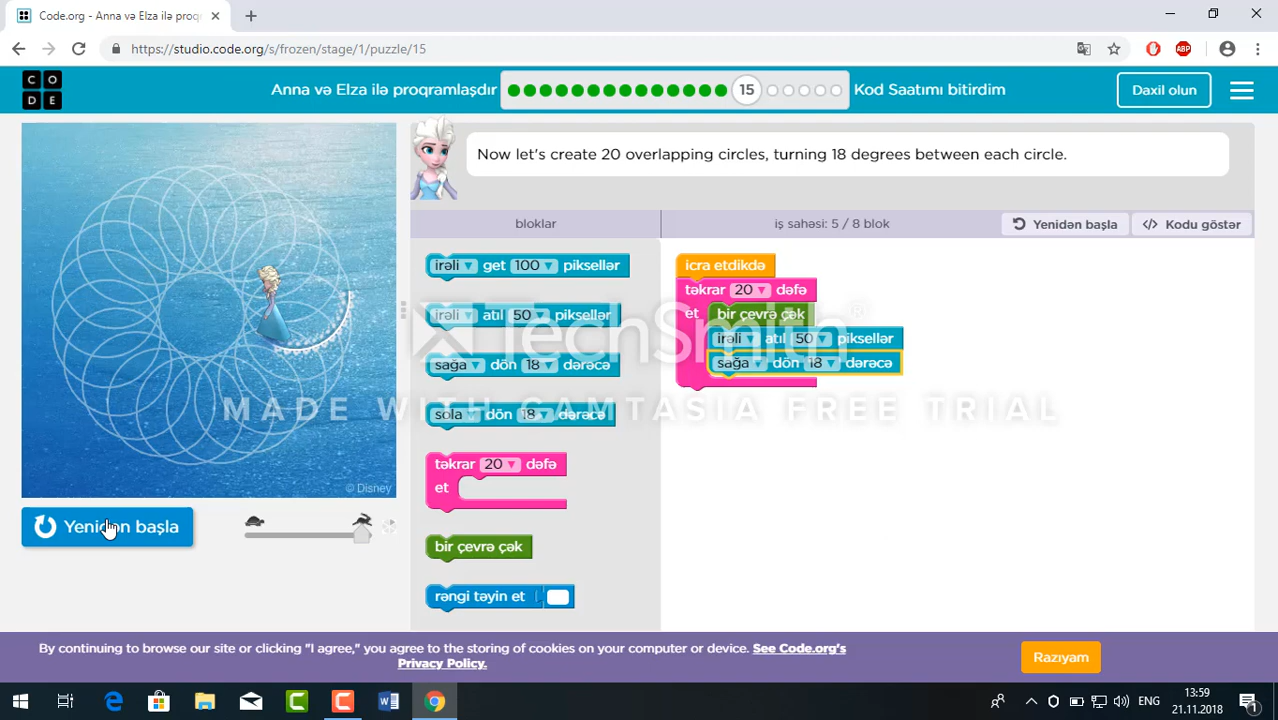 Code.org - Anna və Elza ilə proq
https://studio.code.org/s/frozen/stage/1/puzzle/15
ABP
C O
D E
Anna və Elza ilə proqramlaşdır
15
Kod Saatımı bitirdim
Daxil olun
Now let's create 20 overlapping circles, turning 18 degrees between each circle.
bloklar
iş sahəsi: 5 / 8 blok
Yenidən başla
</> Kodu göstər
irəli get 100 piksellər
irəli atıl 50 piksellər
sağa dön 18 dərəcə
sola dön 18 dərəcə
təkrar 20 dəfə
et
bir çevrə çək
rəngi təyin et
icra etdikdə
təkrar 20 dəfə
et bir çevrə çək
irəli atıl 50 piksellər
sağa dön 18 dərəcə
TechSmith®
MADE WITH CAMTASIA FREE TRIAL
© Disney
Yenidən başla
By continuing to browse our site or clicking "I agree," you agree to the storing of cookies on your computer or device. See Code.org's
Privacy Policy.
Razıyam
ENG
13:59
21.11.2018
1